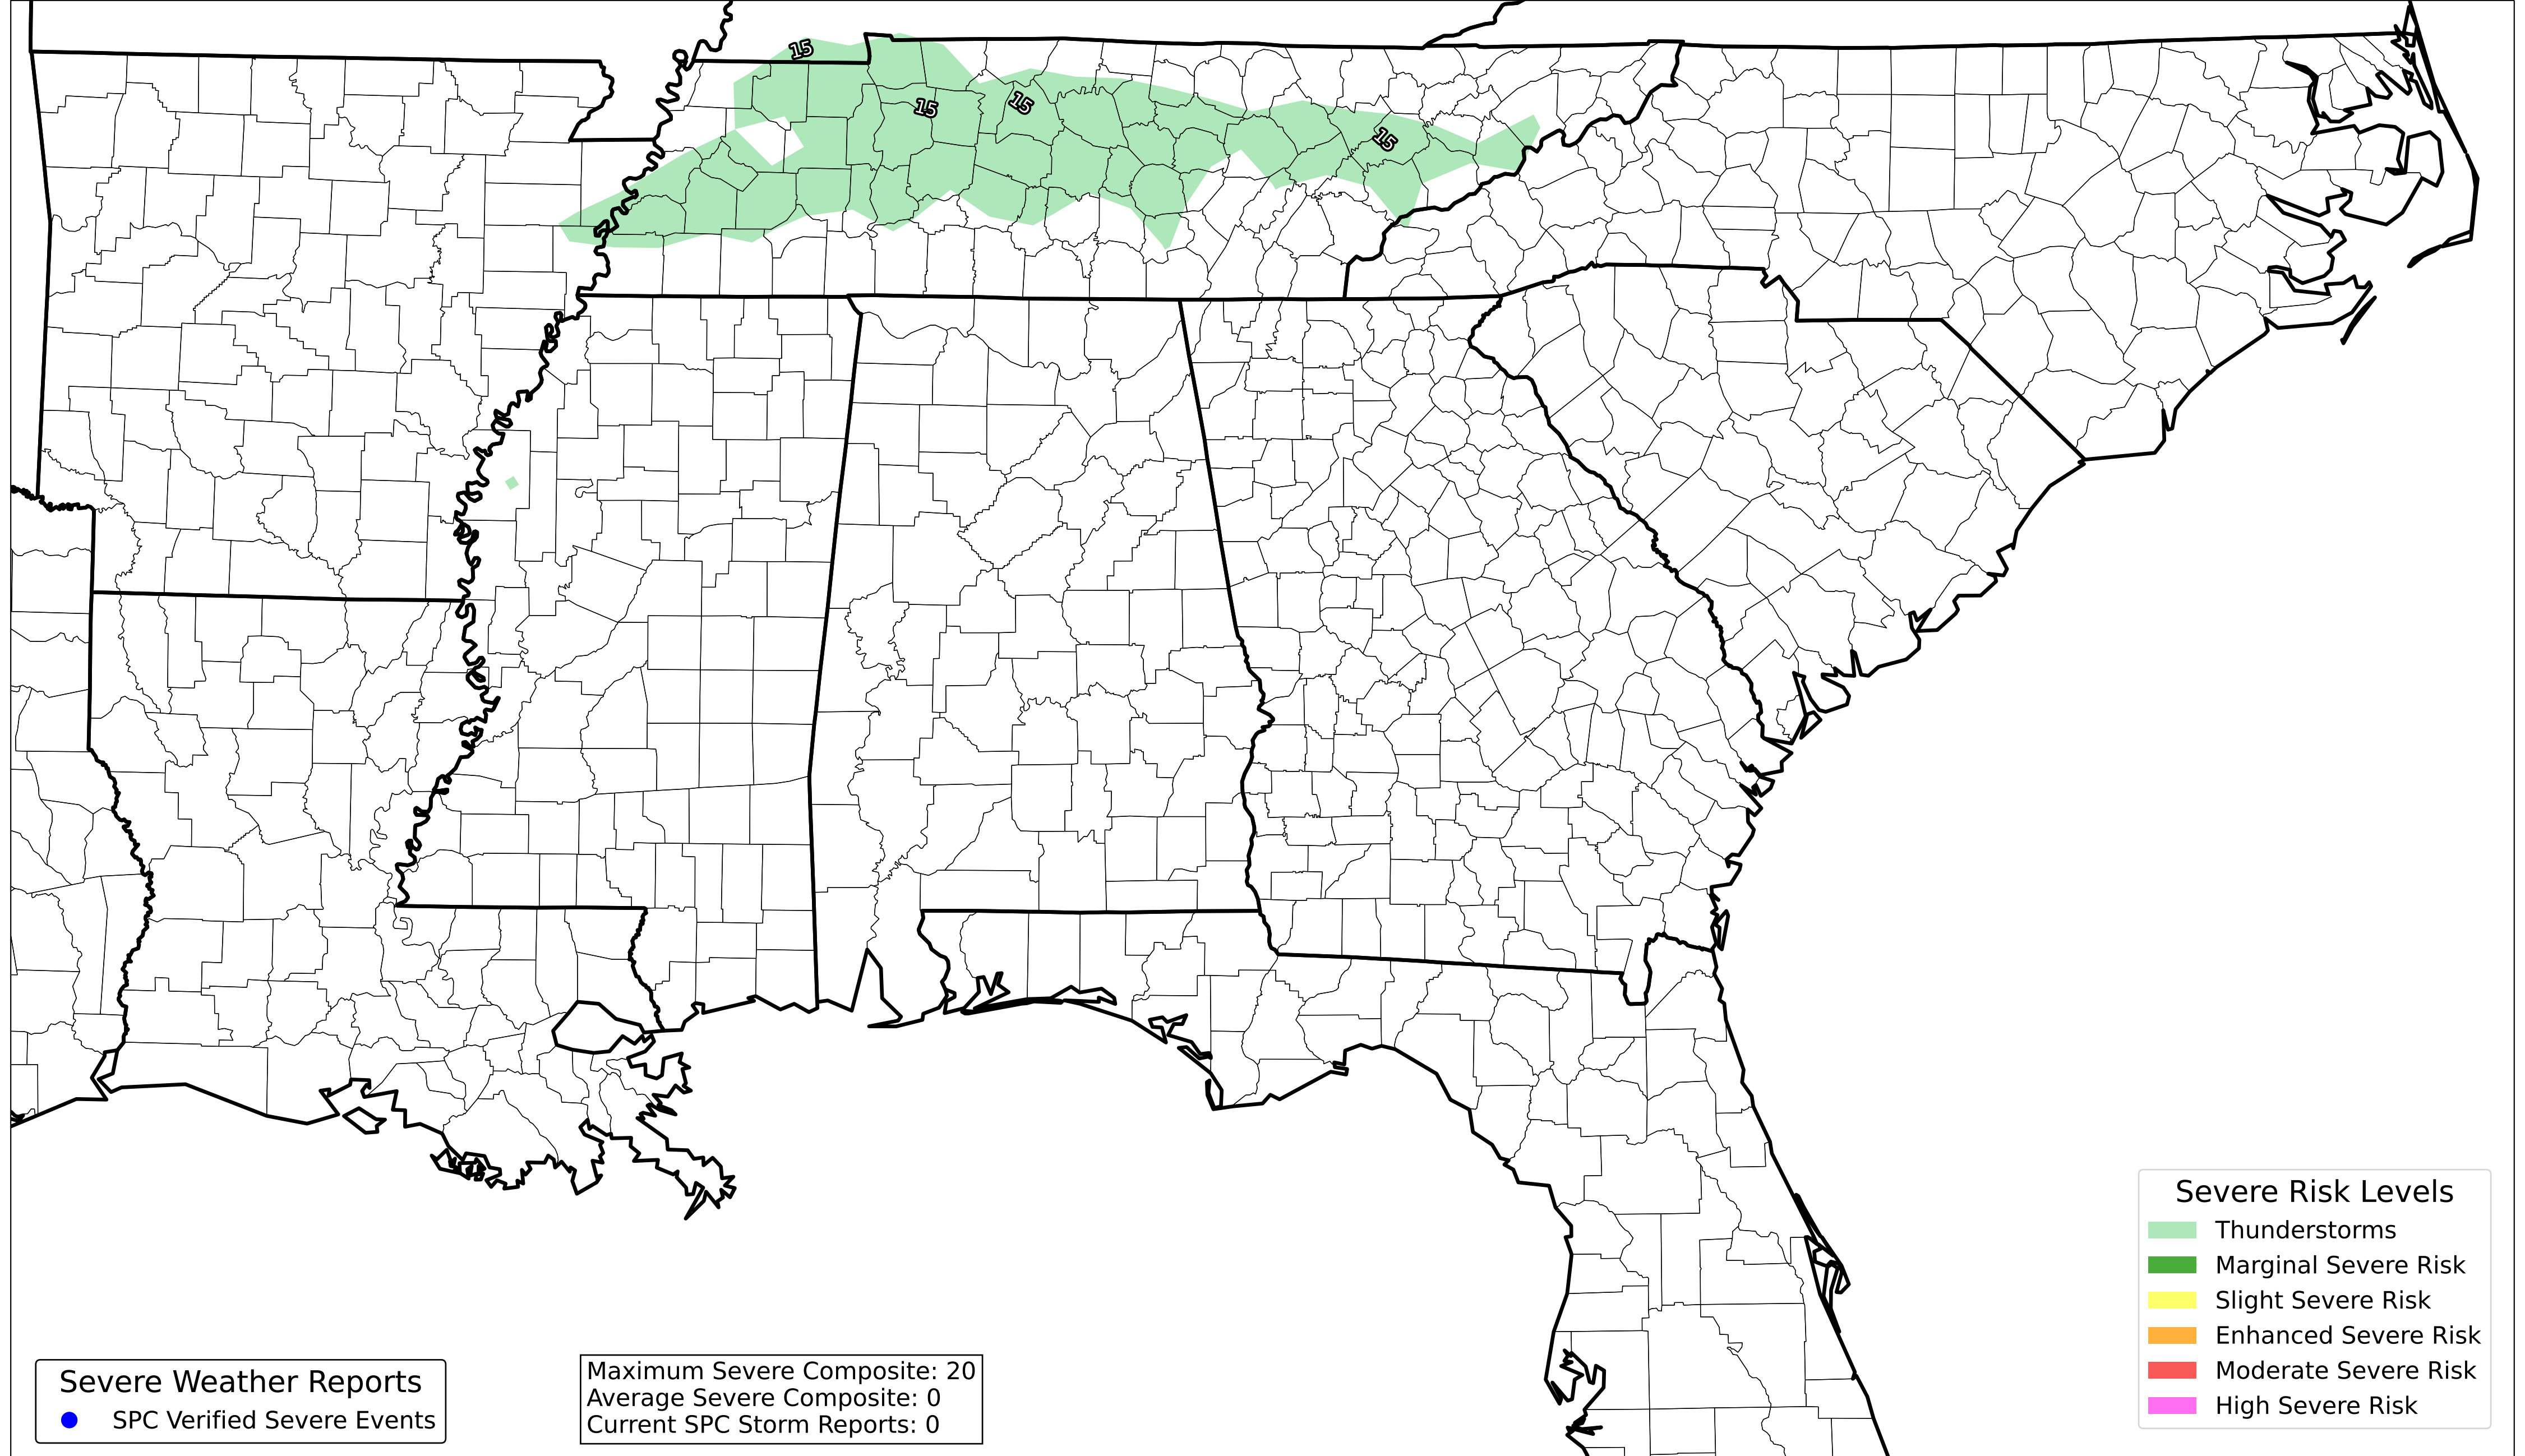 15
15
15
15
Severe Weather Reports
SPC Verified Severe Events
Maximum Severe Composite: 20
Average Severe Composite: 0
Current SPC Storm Reports: 0
Severe Risk Levels
Thunderstorms
Marginal Severe Risk
Slight Severe Risk
Enhanced Severe Risk
Moderate Severe Risk
High Severe Risk